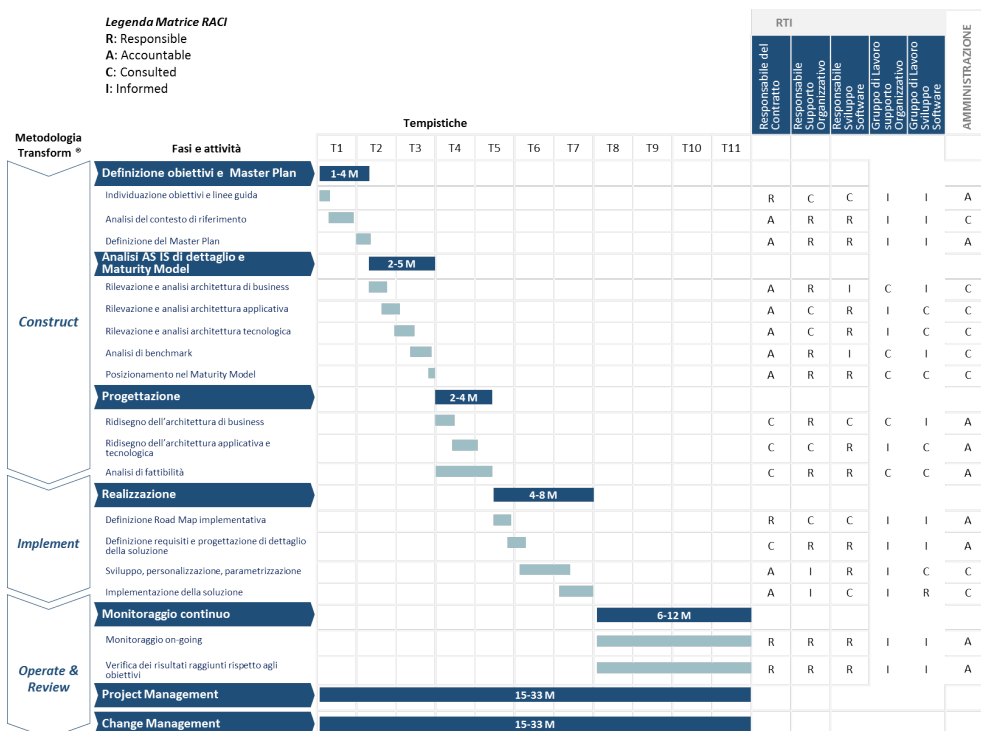 Legenda Matrice RACI
R: Responsible
A: Accountable
C: Consulted
I: Informed
RTI
Responsabile del Contratto
Responsabile Supporto Organizzativo
Responsabile Sviluppo Software
Gruppo di Lavoro supporto Organizzativo
Gruppo di Lavoro Sviluppo Software
AMMINISTRAZIONE
Tempistiche
Metodologia Transform ®
Fasi e attività T1 T2 T3 T4 T5 T6 T7 T8 T9 T10 T11
Construct
Definizione obiettivi e Master Plan 1-4 M
Individuazione obiettivi e linee guida R C C I I A
Analisi del contesto di riferimento A R R I I C
Definizione del Master Plan A R R I I A
Analisi AS IS di dettaglio e
Maturity Model 2-5 M
Rilevazione e analisi architettura di business A R I C I C
Rilevazione e analisi architettura applicativa A C R I C C
Rilevazione e analisi architettura tecnologica A C R I C C
Analisi di benchmark A R I C I C
Posizionamento nel Maturity Model A R R C C C
Progettazione 2-4 M
Ridisegno dell'architettura di business C R C C I A
Ridisegno dell'architettura applicativa e
tecnologica C C R I C A
Analisi di fattibilità C R R C C A
Implement
Realizzazione 4-8 M
Definizione Road Map implementativa R C C I I A
Definizione requisiti e progettazione di dettaglio
della soluzione C R R I I A
Sviluppo, personalizzazione, parametrizzazione A I R I C C
Implementazione della soluzione A I C I R C
Operate &
Review
Monitoraggio continuo 6-12 M
Monitoraggio on-going R R R I I A
Verifica dei risultati raggiunti rispetto agli
obiettivi R R R I I A
Project Management 15-33 M
Change Management 15-33 M